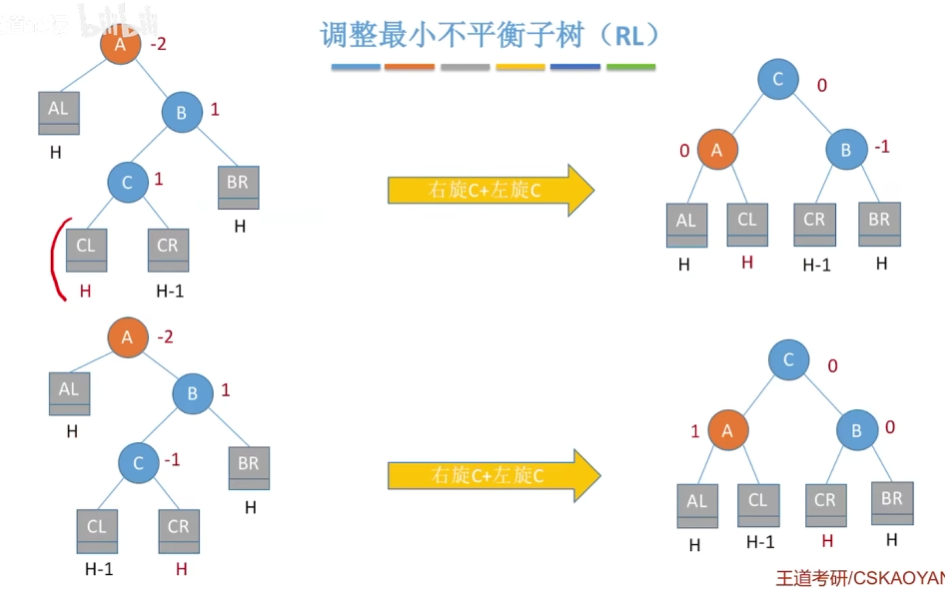 调整最小不平衡子树（RL）
A -2
AL
H
B 1
C 1
BR
H
CL
H
CR
H-1
右旋C+左旋C
C 0
0 A
B -1
AL CL CR BR
H H H-1 H
A -2
AL
H
B 1
C -1
BR
H
CL
H-1
CR
H
右旋C+左旋C
C 0
1 A
B 0
AL CL CR BR
H H-1 H H
王道考研/CSKAOYAN
bilibili